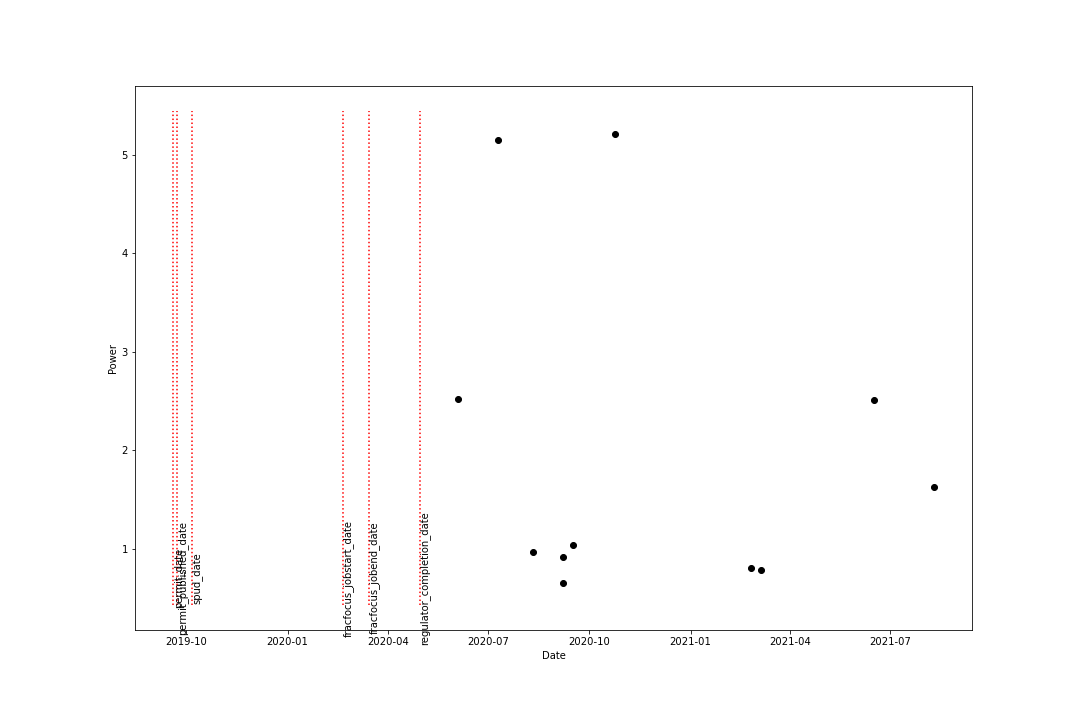 5
4
3
2
1
Power
permit_date
permit_published_date
spud_date
fracfocus_jobstart_date
fracfocus_jobend_date
regulator_completion_date
2019-10
2020-01
2020-04
2020-07
2020-10
2021-01
2021-04
2021-07
Date